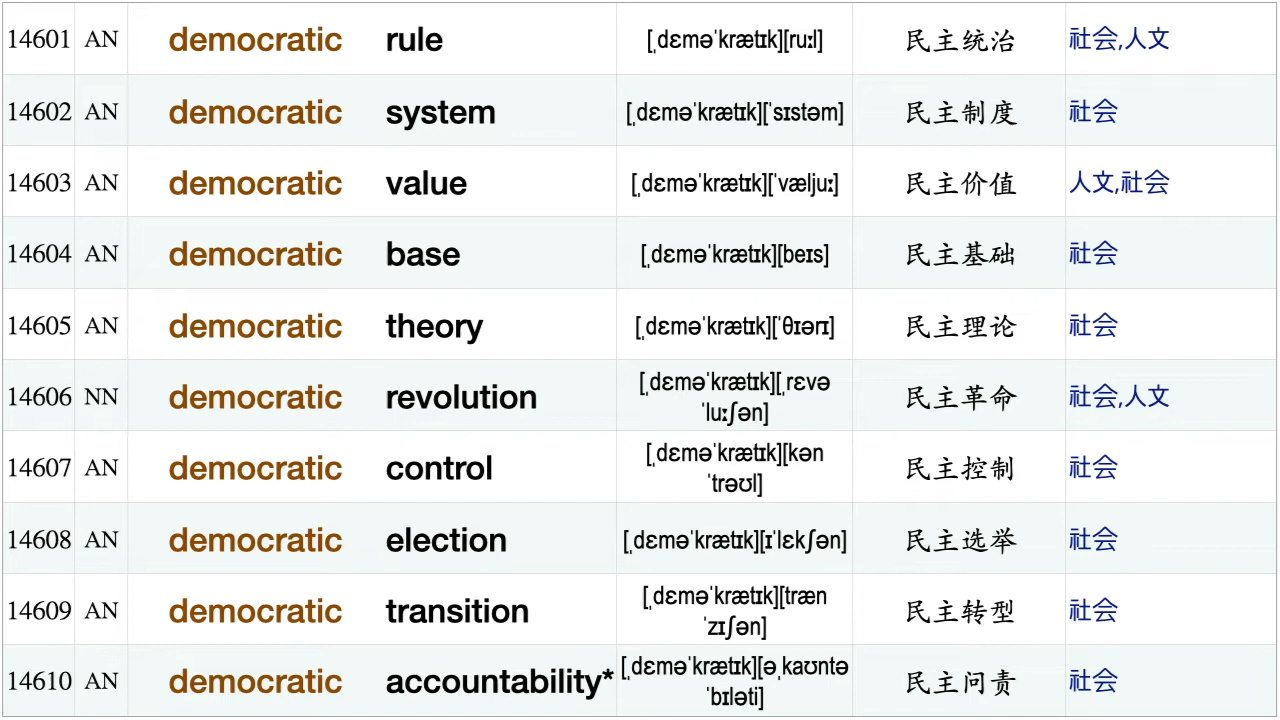 14601 AN democratic rule [ˌdɛməˈkrætɪk][ruːl] 民主统治 社会,人文
14602 AN democratic system [ˌdɛməˈkrætɪk][ˈsɪstəm] 民主制度 社会
14603 AN democratic value [ˌdɛməˈkrætɪk][ˈvæljuː] 民主价值 人文,社会
14604 AN democratic base [ˌdɛməˈkrætɪk][beɪs] 民主基础 社会
14605 AN democratic theory [ˌdɛməˈkrætɪk][ˈθɪərɪ] 民主理论 社会
14606 NN democratic revolution [ˌdɛməˈkrætɪk][ˌrɛvə
ˈluːʃən] 民主革命 社会,人文
14607 AN democratic control [ˌdɛməˈkrætɪk][kən
ˈtrəʊl] 民主控制 社会
14608 AN democratic election [ˌdɛməˈkrætɪk][ɪˈlɛkʃən] 民主选举 社会
14609 AN democratic transition [ˌdɛməˈkrætɪk][træn
ˈzɪʃən] 民主转型 社会
14610 AN democratic accountability* [ˌdɛməˈkrætɪk][əˌkaʊntə
ˈbɪləti] 民主问责 社会